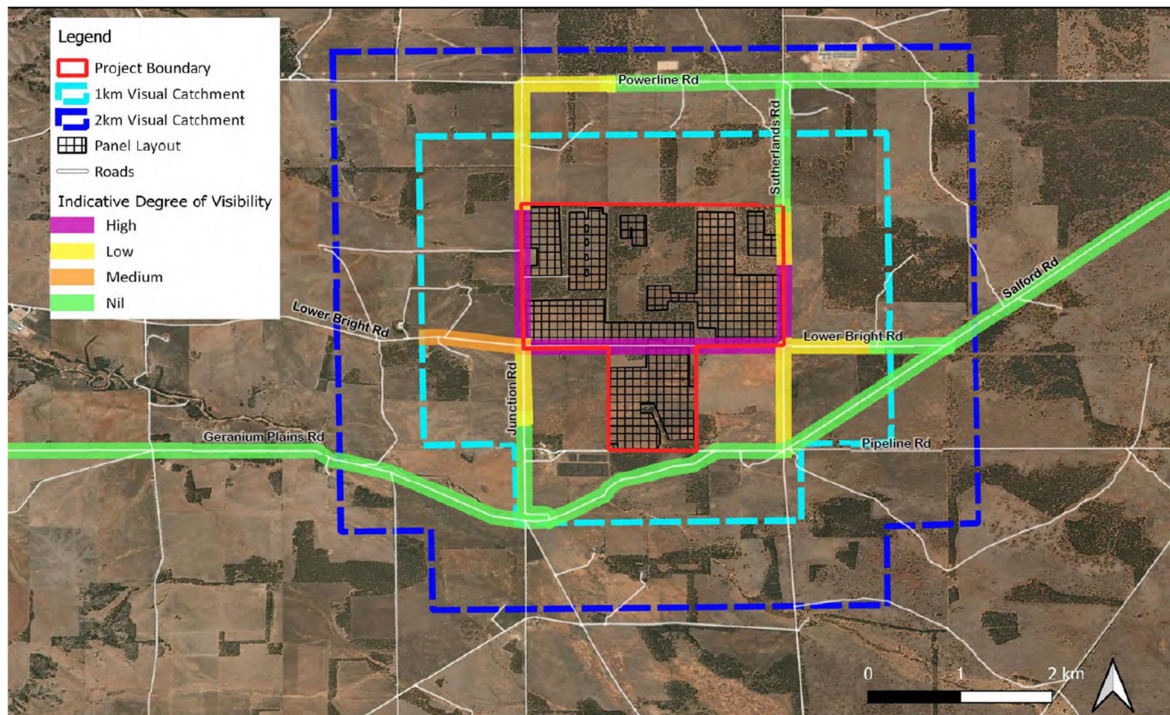 Legend
Project Boundary
1km Visual Catchment
2km Visual Catchment
Panel Layout
Roads
Indicative Degree of Visibility
High
Low
Medium
Nil
Powerline Rd
Sutherlands Rd
Salford Rd
Lower Bright Rd
Lower Bright Rd
Junction Rd
Geranium Plains Rd
Pipeline Rd
0 1 2 km